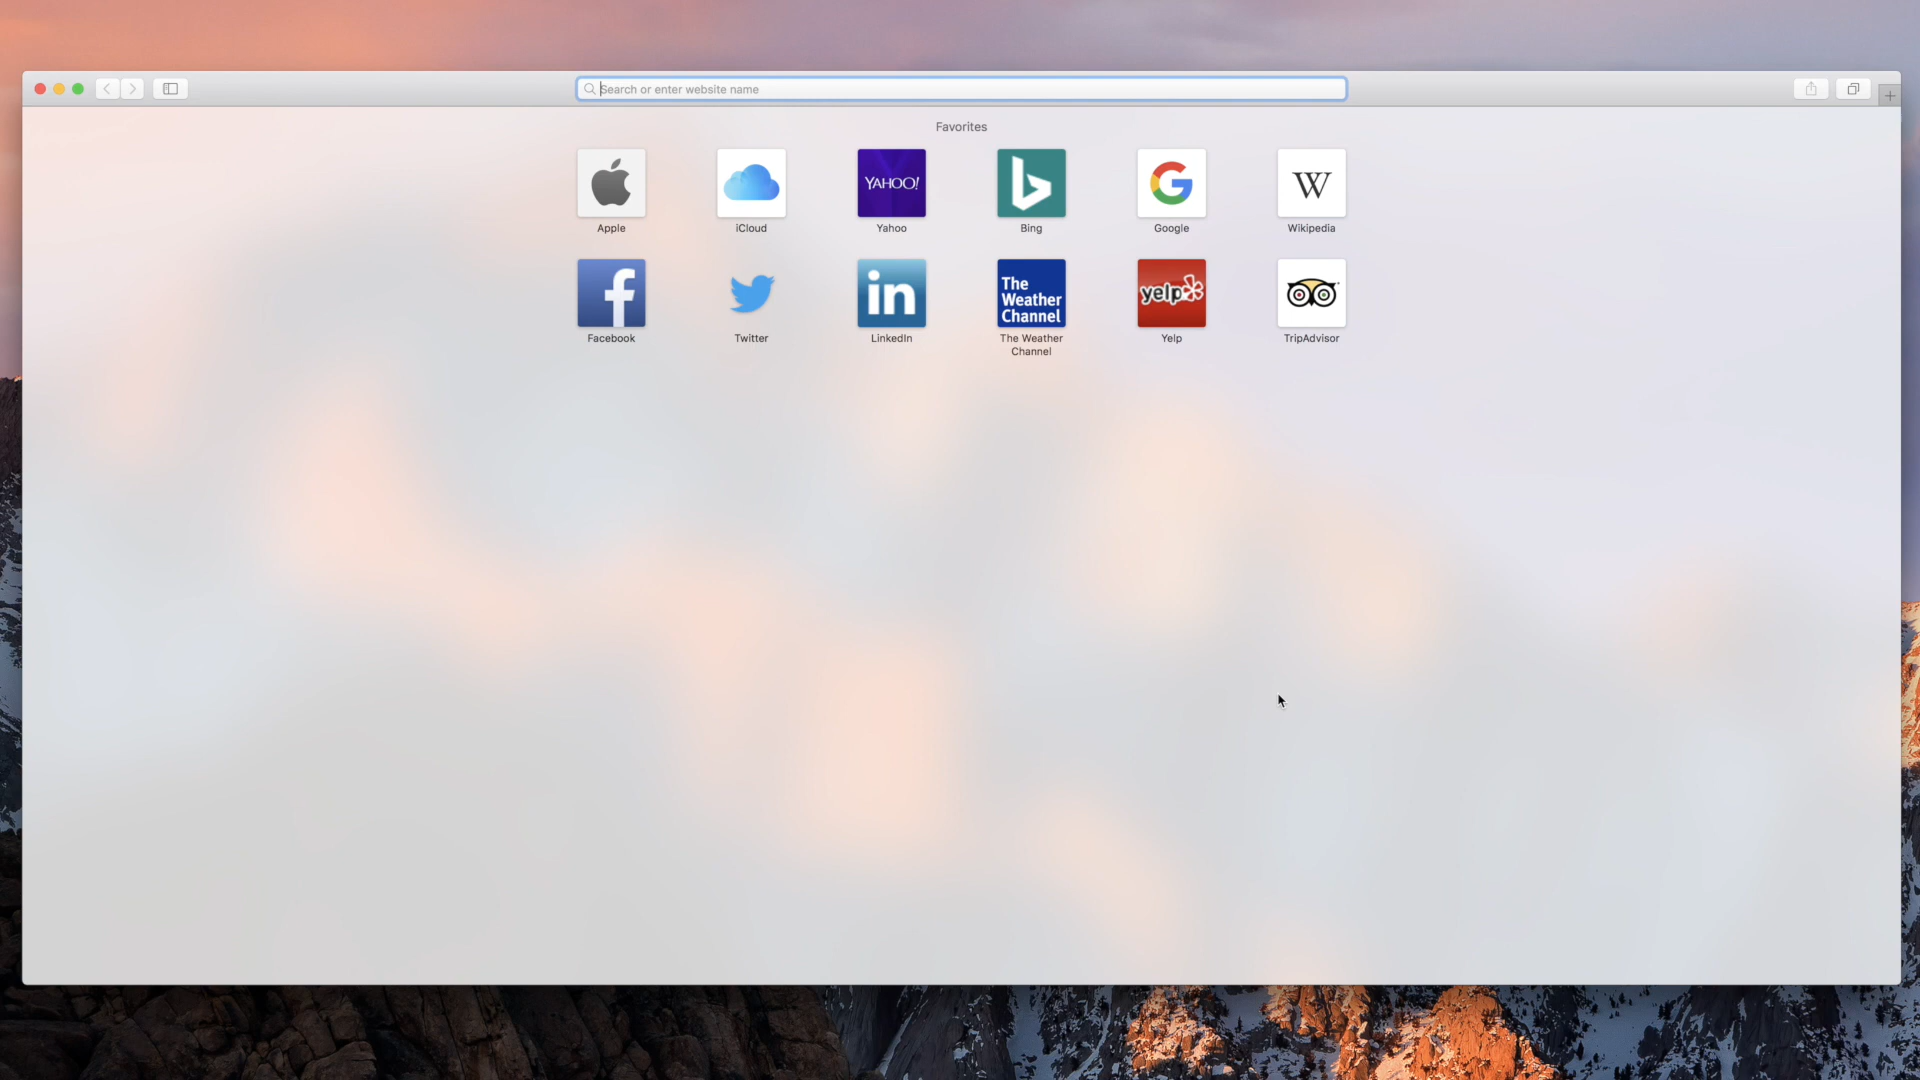 Search or enter website name
Favorites
YAHOO!
Apple
iCloud
Yahoo
Bing
Google
W
Wikipedia
f
in
The
Weather
Channel
yelp
Facebook
Twitter
LinkedIn
The Weather
Channel
Yelp
TripAdvisor